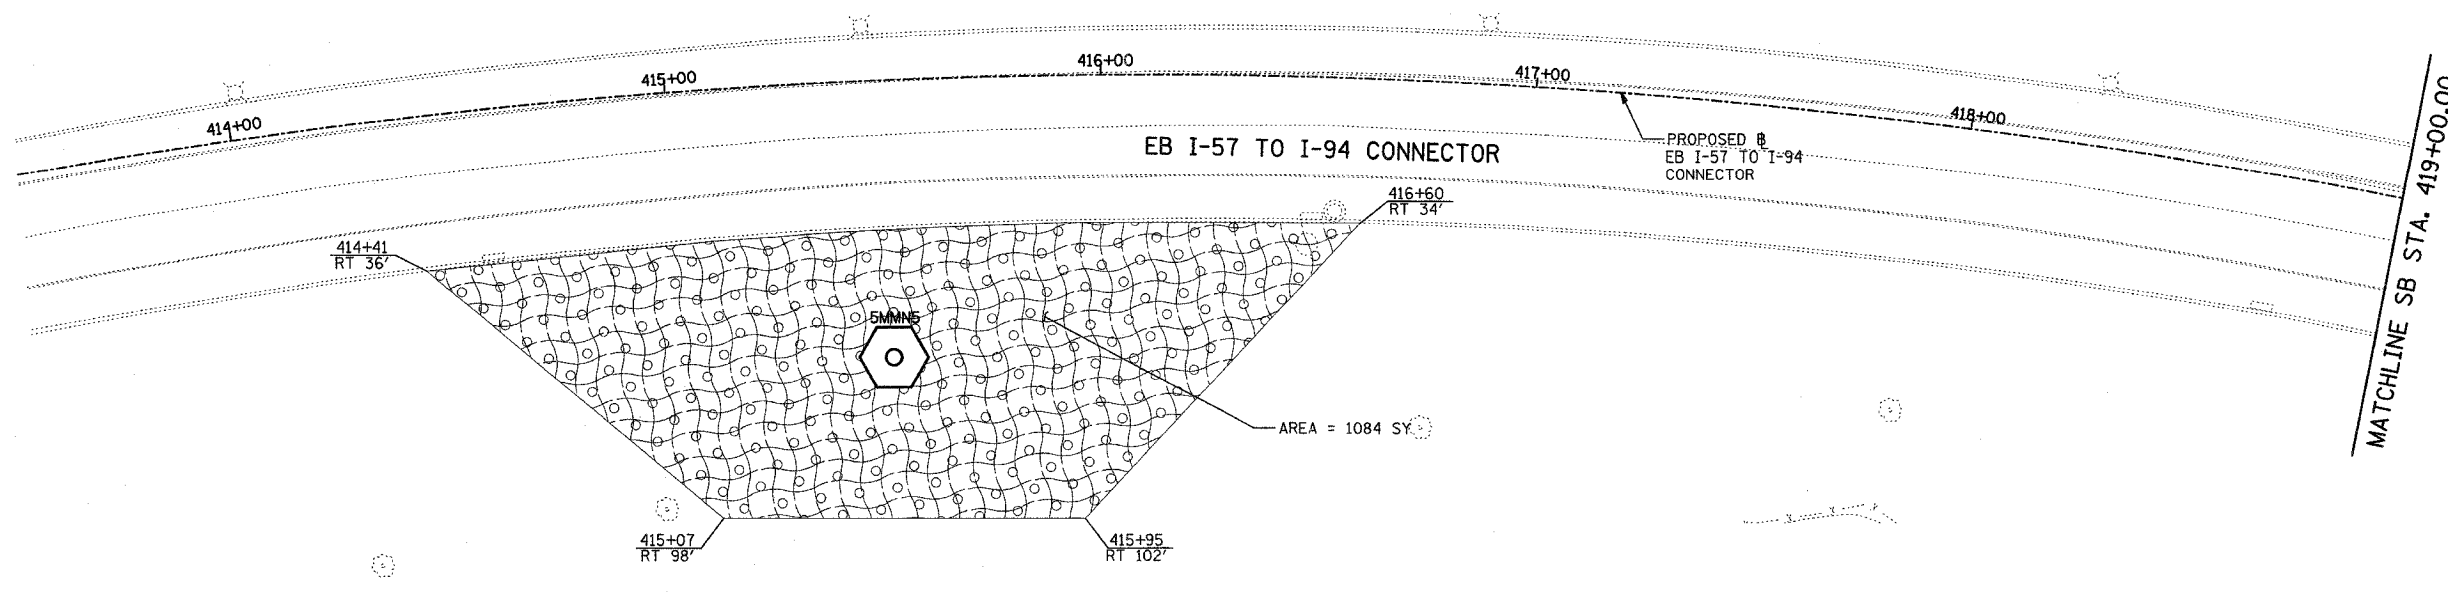 414+00
415+00
416+00
417+00
418+00
EB I-57 TO I-94 CONNECTOR
PROPOSED ℄
EB I-57 TO I-94
CONNECTOR
MATCHLINE SB STA. 419+00.00
416+60
RT 34'
414+41
RT 36'
5MMN5
AREA = 1084 SY
415+07
RT 98'
415+95
RT 102'